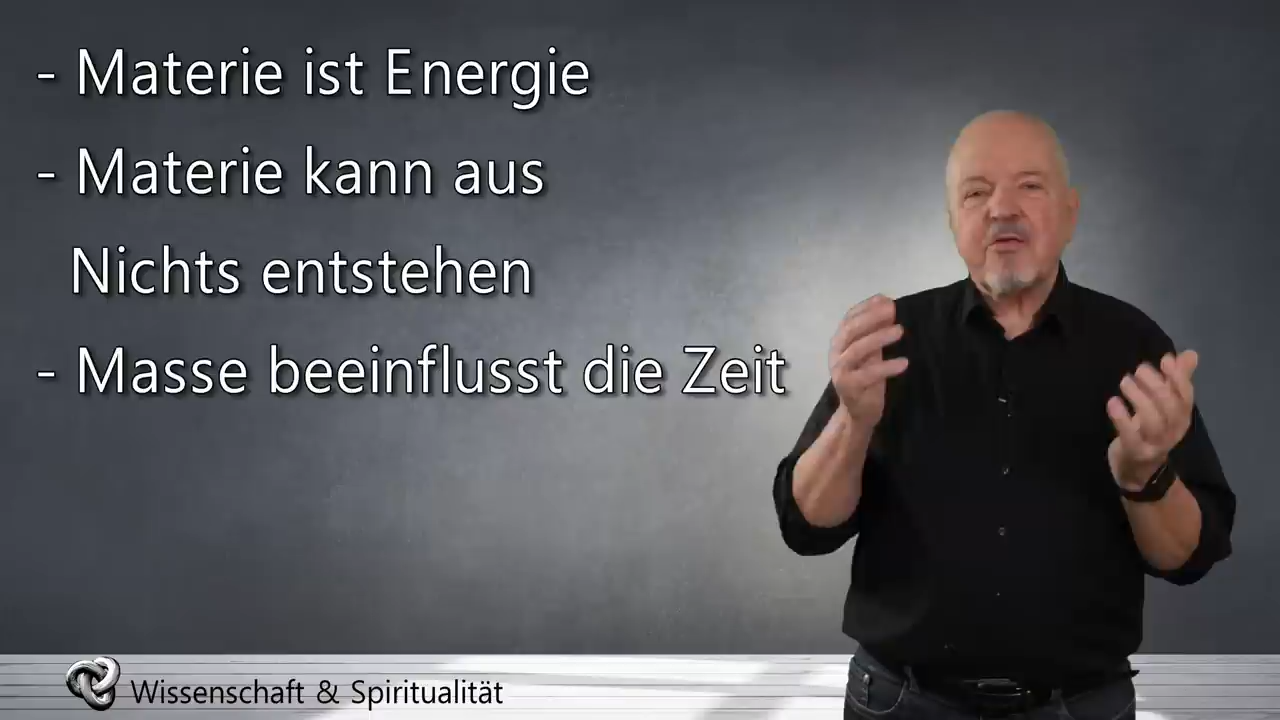 - Materie ist Energie
- Materie kann aus
Nichts entstehen
- Masse beeinflusst die Zeit
Wissenschaft & Spiritualität